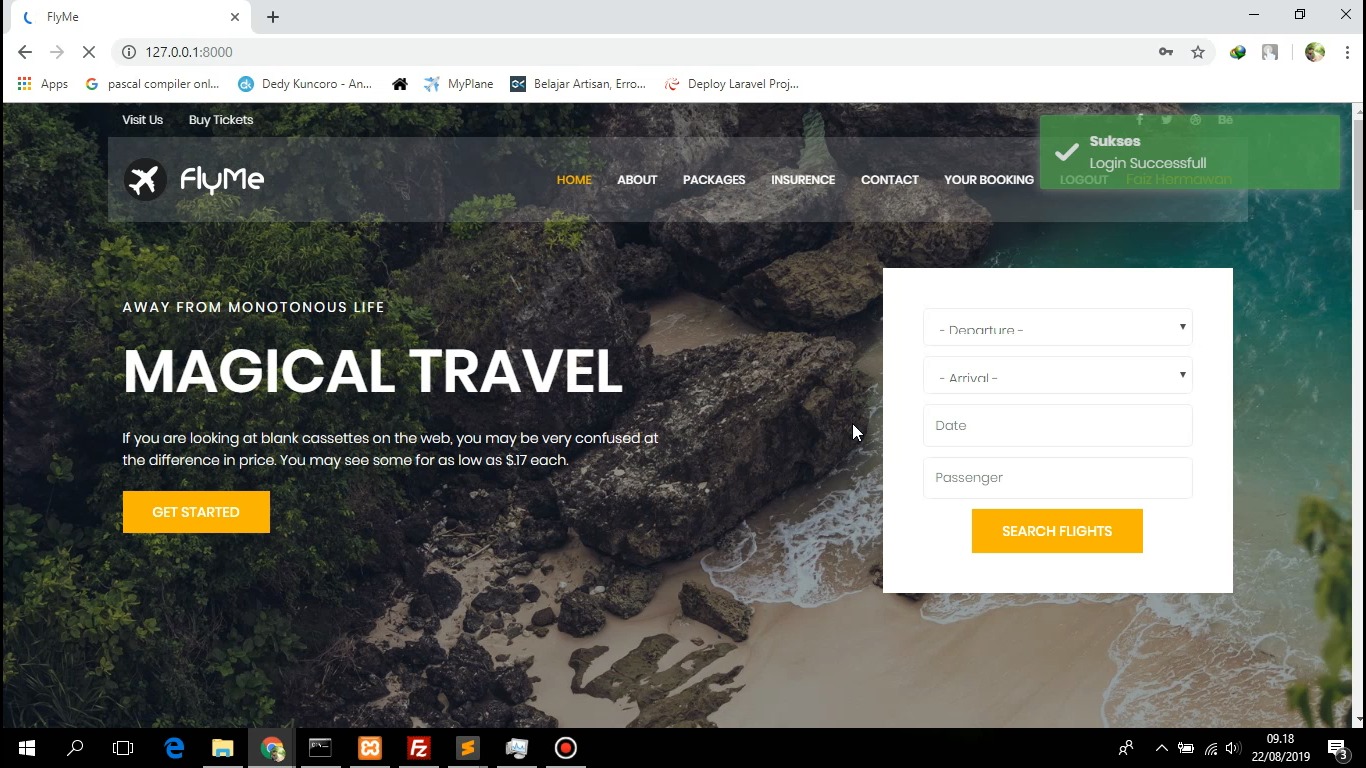 FlyMe
127.0.0.1:8000
Apps
pascal compiler onl...
Dedy Kuncoro - An...
MyPlane
Belajar Artisan, Erro...
Deploy Laravel Proj...
Visit Us
Buy Tickets
Bē
Sukses
Login Successfull
FlyMe
HOME
ABOUT
PACKAGES
INSURENCE
CONTACT
YOUR BOOKING
LOGOUT
Faiz Hermawan
AWAY FROM MONOTONOUS LIFE
MAGICAL TRAVEL
If you are looking at blank cassettes on the web, you may be very confused at
the difference in price. You may see some for as low as $.17 each.
GET STARTED
- Departure -
- Arrival -
Date
Passenger
SEARCH FLIGHTS
09.18
22/08/2019
3